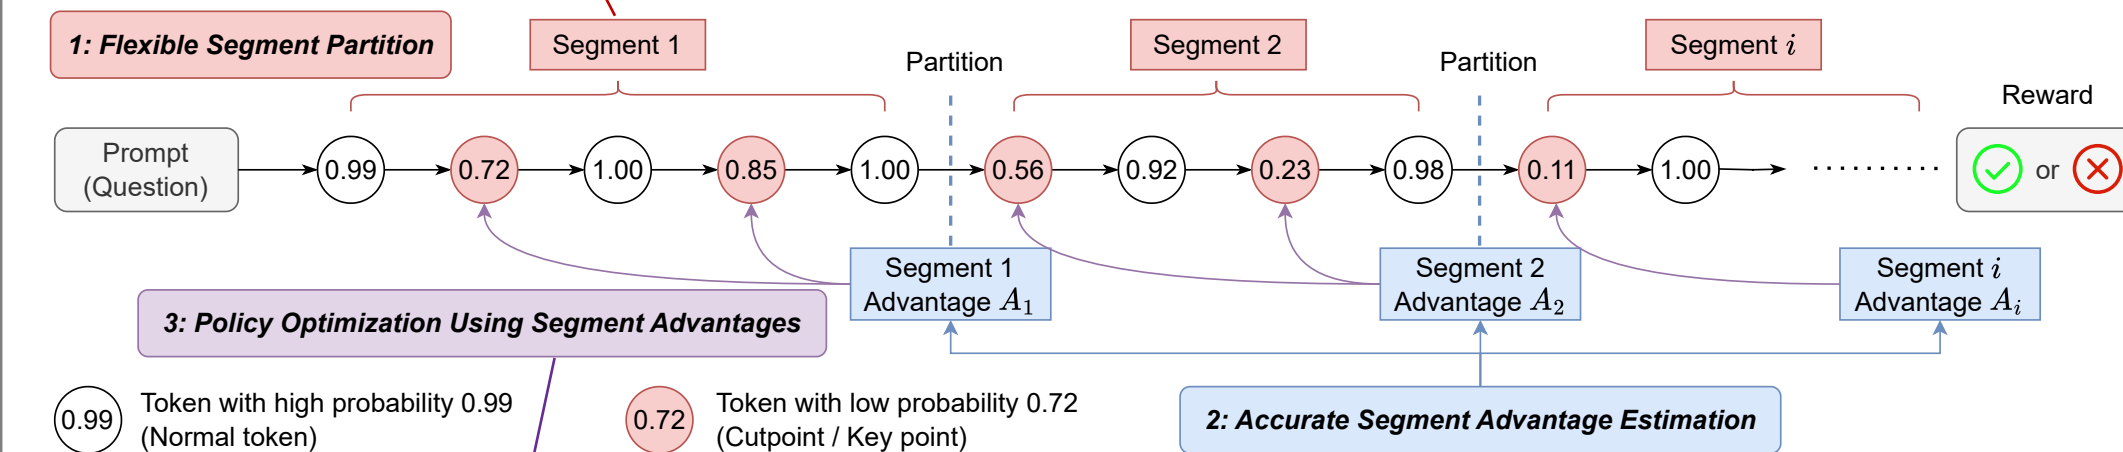 1: Flexible Segment Partition
Segment 1
Partition
Segment 2
Partition
Segment i
Reward
Prompt
(Question)
0.99
0.72
1.00
0.85
1.00
0.56
0.92
0.23
0.98
0.11
1.00
or
Segment 1
Advantage A₁
Segment 2
Advantage A₂
Segment i
Advantage Aᵢ
3: Policy Optimization Using Segment Advantages
0.99
Token with high probability 0.99
(Normal token)
0.72
Token with low probability 0.72
(Cutpoint / Key point)
2: Accurate Segment Advantage Estimation